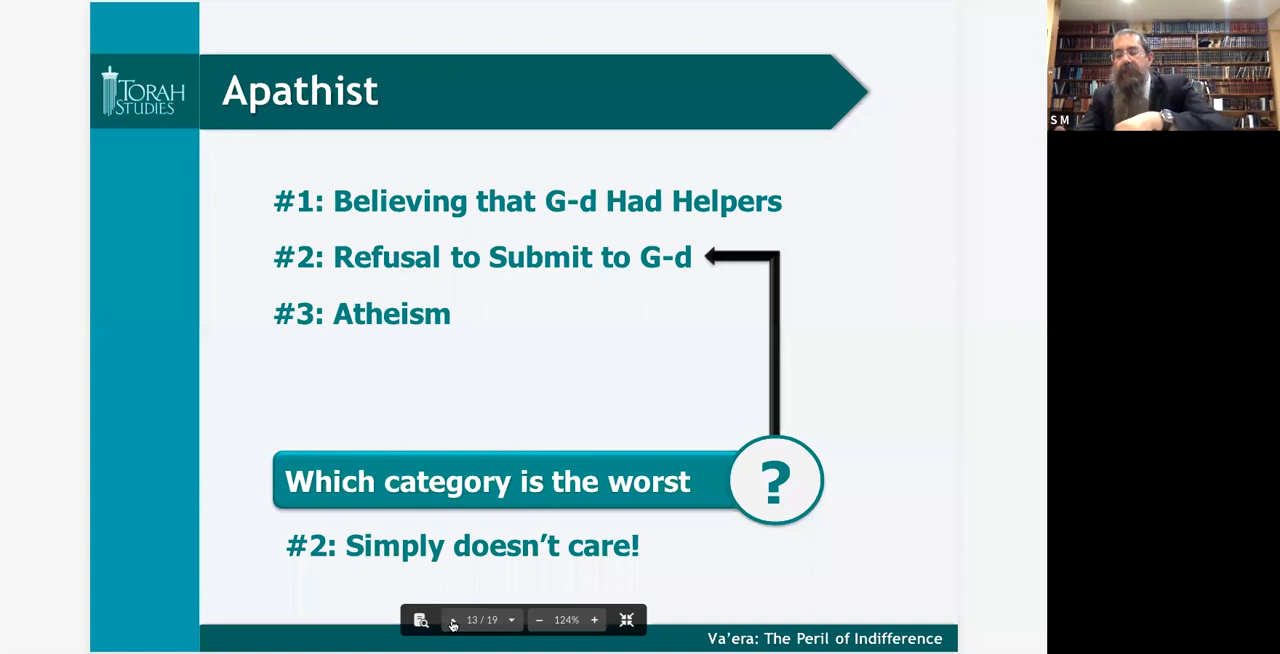 TORAH
STUDIES
Apathist
#1: Believing that G-d Had Helpers
#2: Refusal to Submit to G-d
#3: Atheism
Which category is the worst
?
#2: Simply doesn’t care!
13 / 19
124%
Va’era: The Peril of Indifference
S M